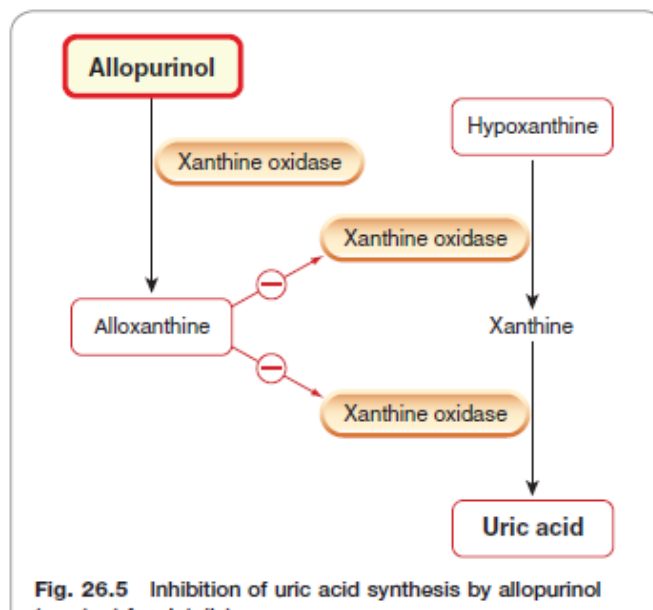 Allopurinol
Hypoxanthine
Xanthine oxidase
Xanthine oxidase
Alloxanthine
Xanthine
Xanthine oxidase
Uric acid
Fig. 26.5 Inhibition of uric acid synthesis by allopurinol